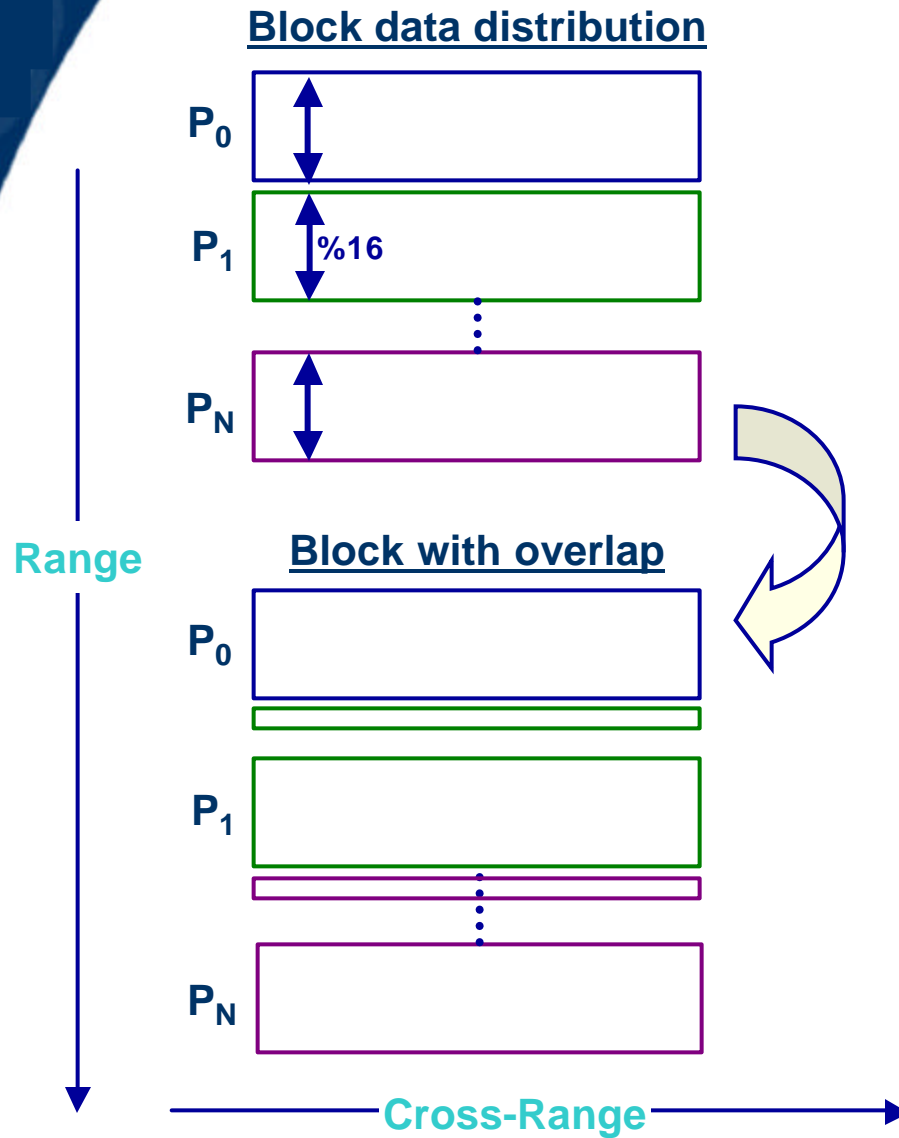 Block data distribution
P0
P1
%16
PN
Range
Block with overlap
P0
P1
PN
Cross-Range